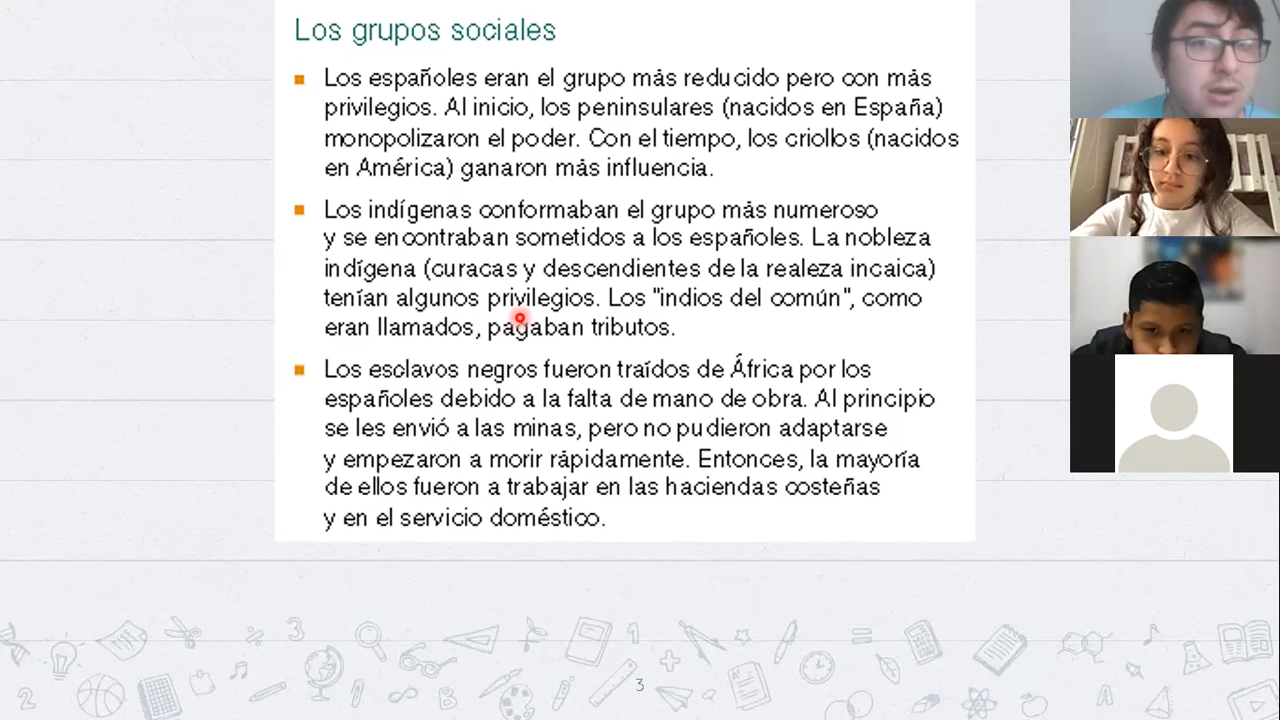 Los grupos sociales
Los españoles eran el grupo más reducido pero con más
privilegios. Al inicio, los peninsulares (nacidos en España)
monopolizaron el poder. Con el tiempo, los criollos (nacidos
en América) ganaron más influencia.
Los indígenas conformaban el grupo más numeroso
y se encontraban sometidos a los españoles. La nobleza
indígena (curacas y descendientes de la realeza incaica)
tenían algunos privilegios. Los "indios del común", como
eran llamados, pagaban tributos.
Los esclavos negros fueron traídos de África por los
españoles debido a la falta de mano de obra. Al principio
se les envió a las minas, pero no pudieron adaptarse
y empezaron a morir rápidamente. Entonces, la mayoría
de ellos fueron a trabajar en las haciendas costeñas
y en el servicio doméstico.
3